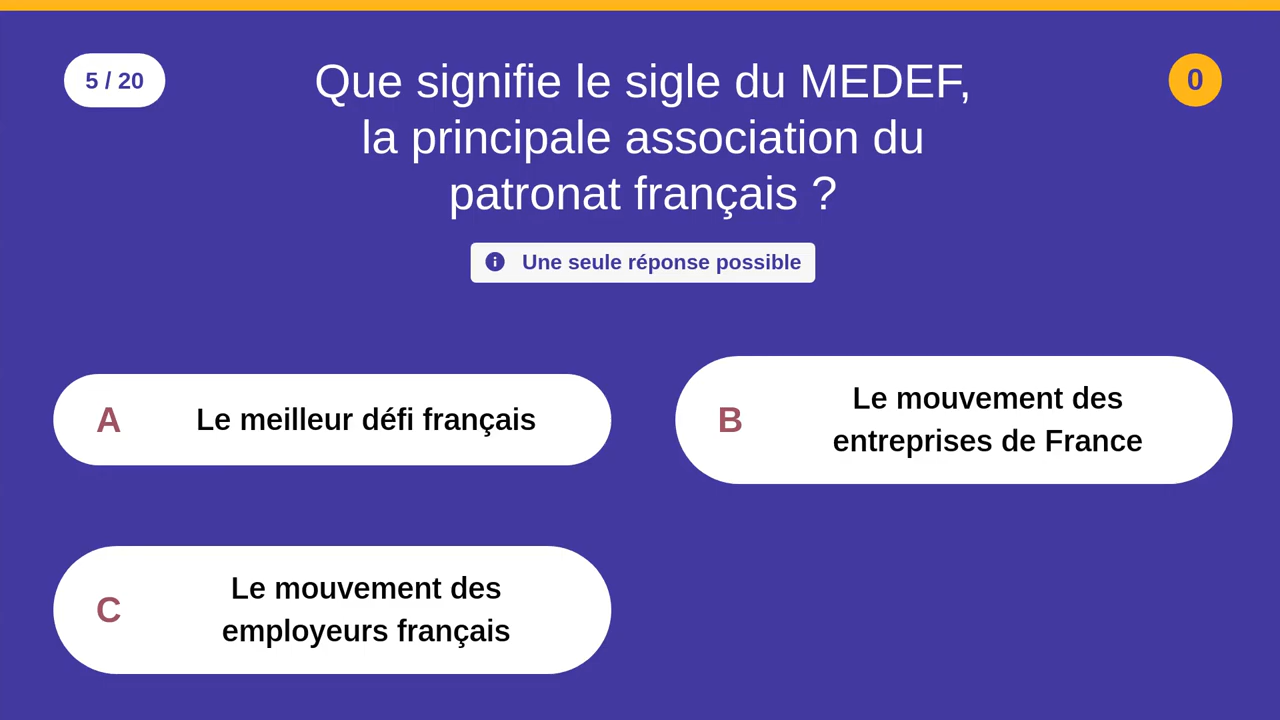 5 / 20
Que signifie le sigle du MEDEF,
la principale association du
patronat français ?
0
Une seule réponse possible
A
Le meilleur défi français
B
Le mouvement des
entreprises de France
C
Le mouvement des
employeurs français